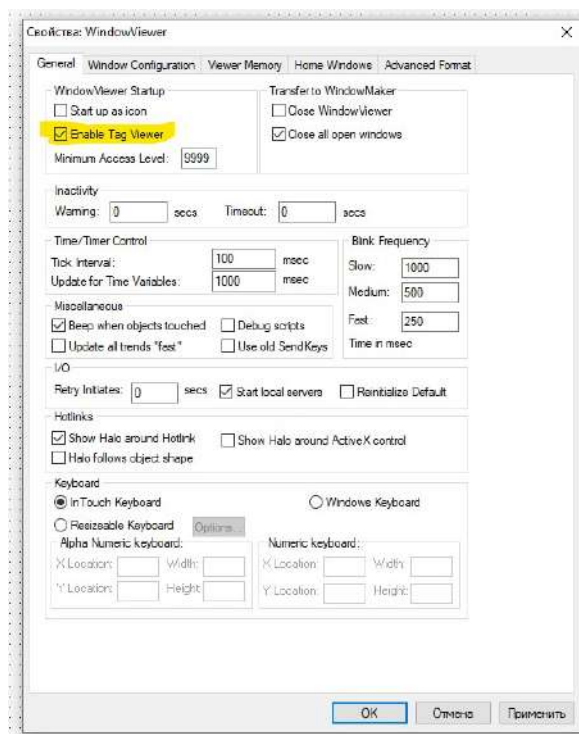 Свойства: WindowViewer
General Window Configuration Viewer Memory Home Windows Advanced Format
WindowViewer Startup
Start up as icon
Enable Tag Viewer
Minimum Access Level: 9999
Transfer to WindowMaker
Close WindowViewer
Close all open windows
Inactivity
Warning: 0 secs Timeout: 0 secs
Time/Timer Control
Tick Interval: 100 msec
Update for Time Variables: 1000 msec
Blink Frequency
Slow: 1000
Medium: 500
Fast: 250
Time in msec
Miscellaneous
Beep when objects touched Debug scripts
Update all trends "fast" Use old SendKeys
I/O
Retry Initiates: 0 secs Start local servers Reinitialize Default
Hotlinks
Show Halo around Hotlink Show Halo around ActiveX control
Halo follows object shape
Keyboard
InTouch Keyboard Windows Keyboard
Resizeable Keyboard Options...
Alpha Numeric keyboard:
X Location: Width:
Y Location: Height:
Numeric keyboard:
X Location: Width:
Y Location: Height:
OK Отмена Применить